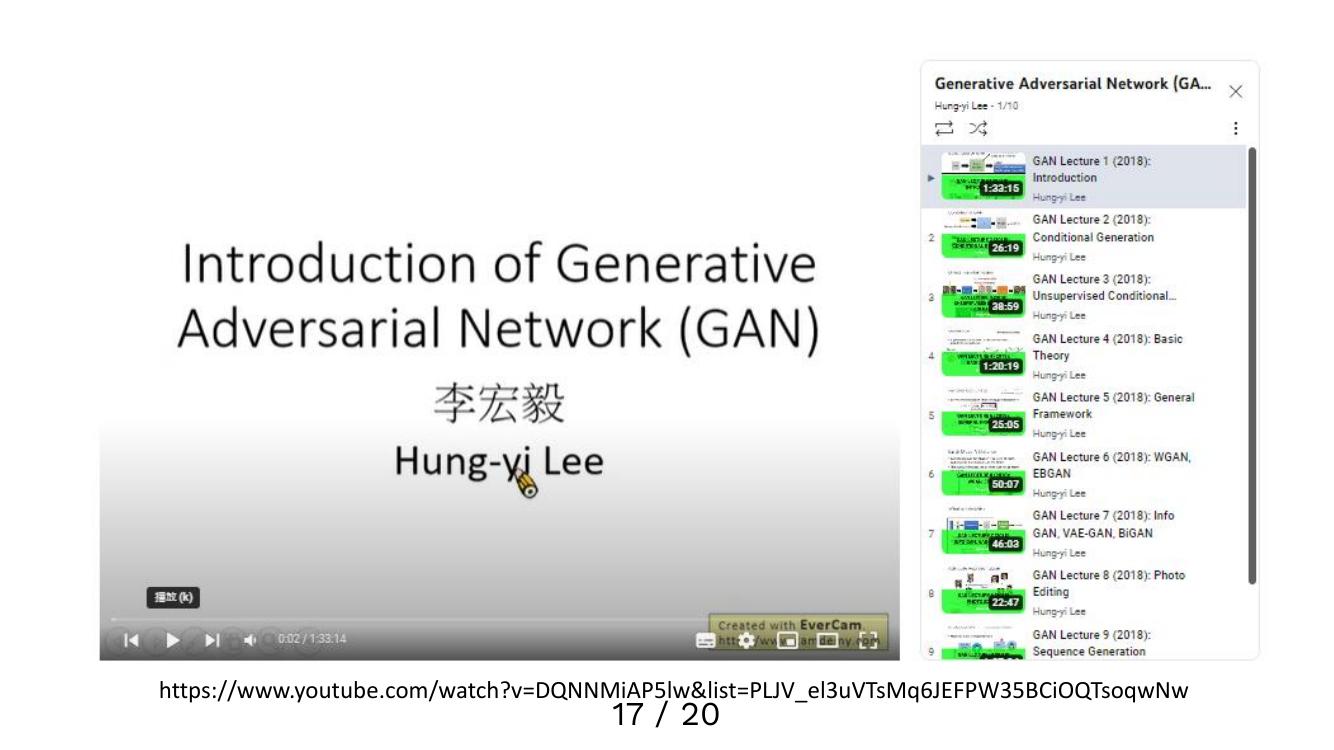 Introduction of Generative
Adversarial Network (GAN)
李宏毅
Hung-yi Lee
播放 (k)
0:02 / 1:33:14
Created with EverCam.
Generative Adversarial Network (GA...
Hung-yi Lee - 1/10
GAN Lecture 1 (2018):
Introduction
Hung-yi Lee
1:33:15
2
GAN Lecture 2 (2018):
Conditional Generation
Hung-yi Lee
26:19
3
GAN Lecture 3 (2018):
Unsupervised Conditional...
Hung-yi Lee
38:59
4
GAN Lecture 4 (2018): Basic
Theory
Hung-yi Lee
1:20:19
5
GAN Lecture 5 (2018): General
Framework
Hung-yi Lee
25:05
6
GAN Lecture 6 (2018): WGAN,
EBGAN
Hung-yi Lee
50:07
7
GAN Lecture 7 (2018): Info
GAN, VAE-GAN, BiGAN
Hung-yi Lee
46:03
8
GAN Lecture 8 (2018): Photo
Editing
Hung-yi Lee
22:47
9
GAN Lecture 9 (2018):
Sequence Generation
https://www.youtube.com/watch?v=DQNNMiAP5lw&list=PLJV_el3uVTsMq6JEFPW35BCiOQTsoqwNw
17 / 20